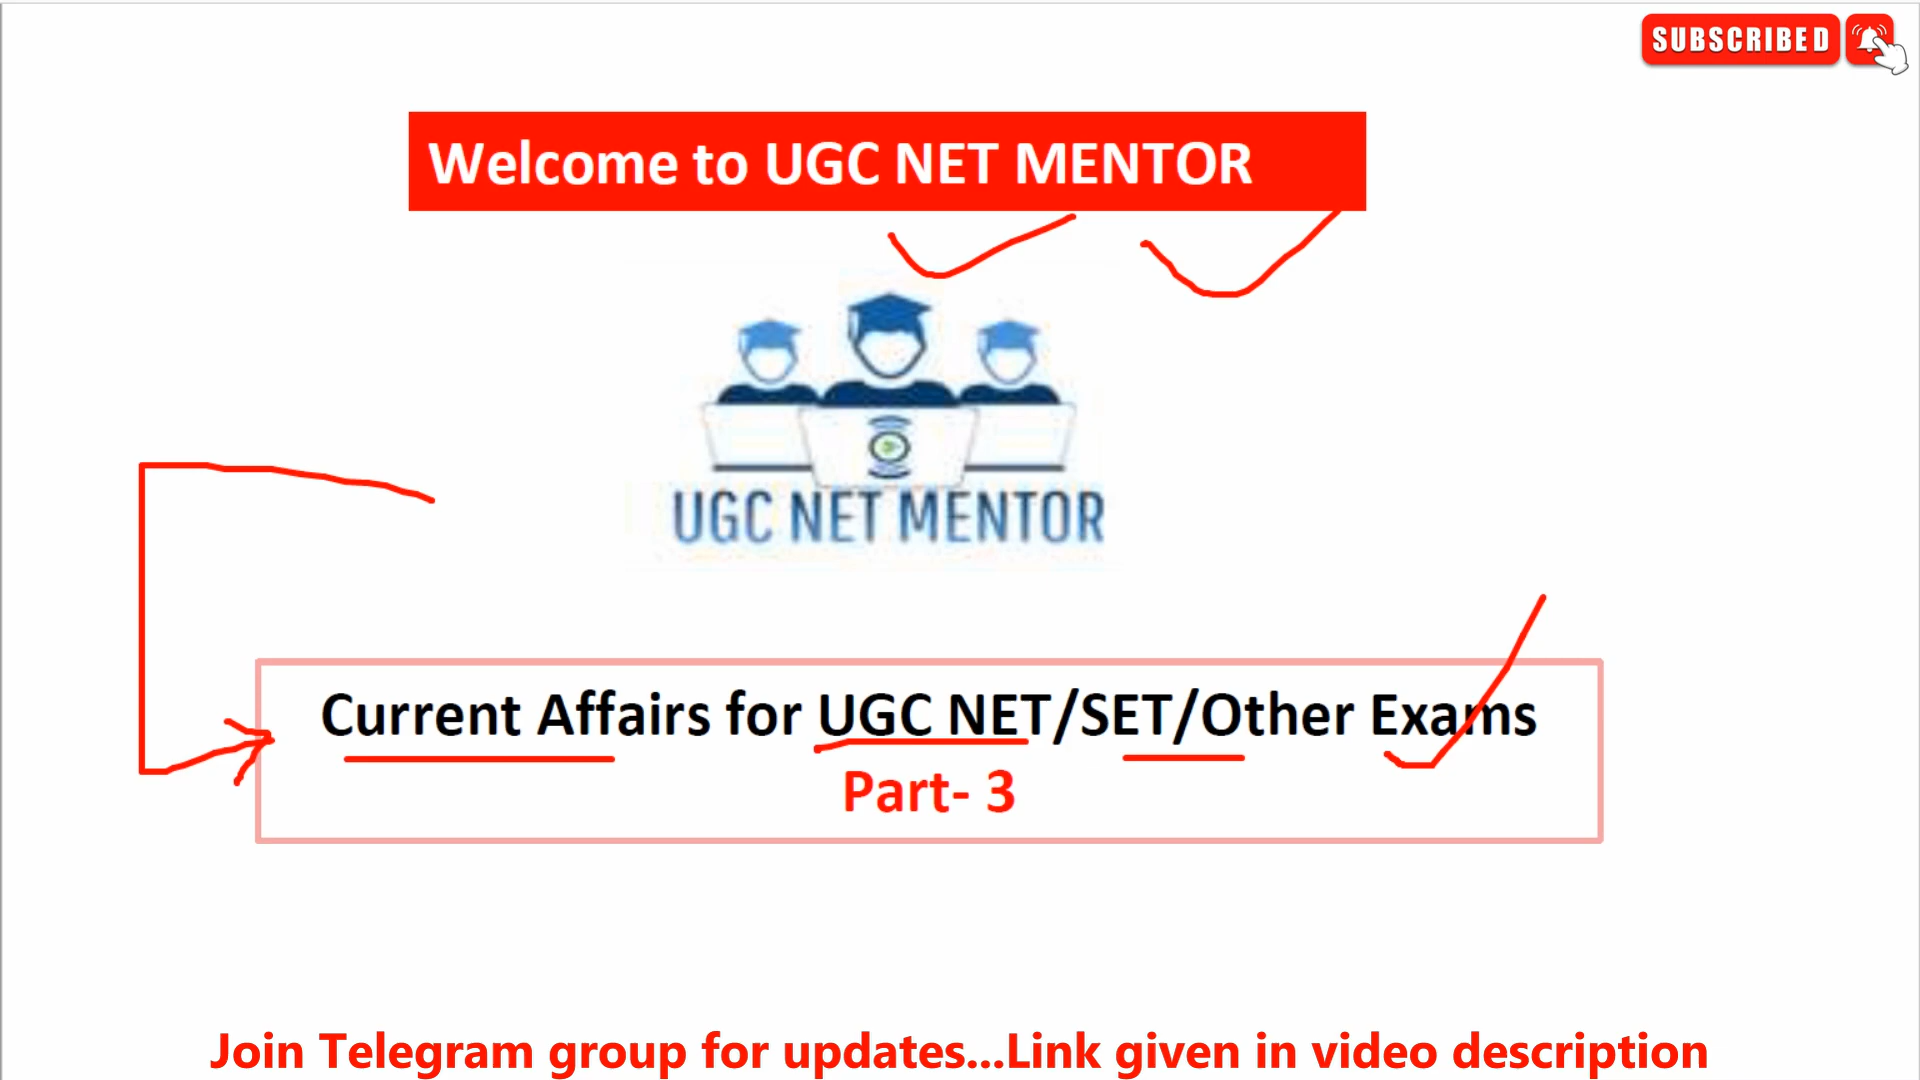 SUBSCRIBED
Welcome to UGC NET MENTOR
UGC NET MENTOR
Current Affairs for UGC NET/SET/Other Exams
Part- 3
Join Telegram group for updates...Link given in video description